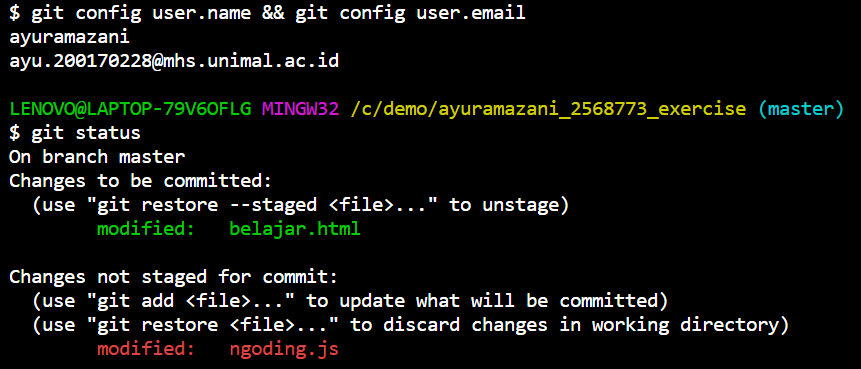 $ git config user.name && git config user.email
ayuramazani
ayu.200170228@mhs.unimal.ac.id
LENOVO@LAPTOP-79V6OFLG MINGW32 /c/demo/ayuramazani_2568773_exercise (master)
$ git status
On branch master
Changes to be committed:
  (use "git restore --staged <file>..." to unstage)
        modified:   belajar.html
Changes not staged for commit:
  (use "git add <file>..." to update what will be committed)
  (use "git restore <file>..." to discard changes in working directory)
        modified:   ngoding.js